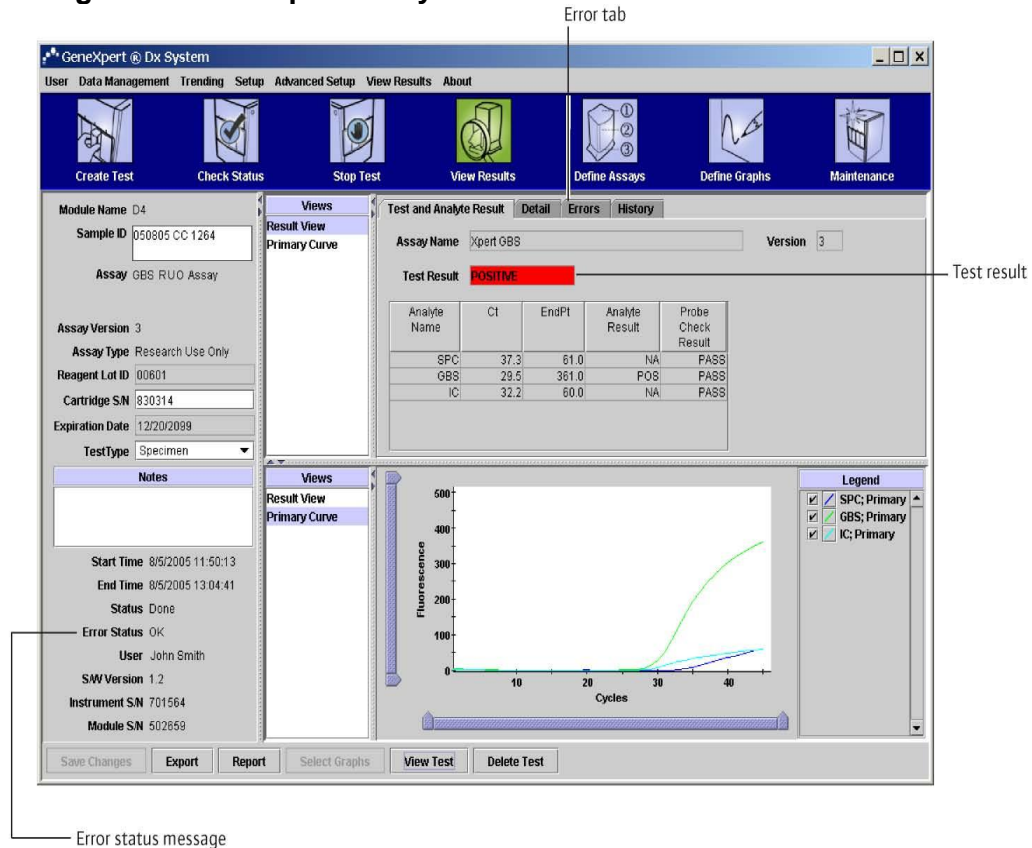 Error tab
GeneXpert ® Dx System
User Data Management Trending Setup Advanced Setup View Results About
Create Test Check Status Stop Test View Results Define Assays Define Graphs Maintenance
① ② ③
Module Name D4
Sample ID 050805 CC 1264
Assay GBS RUO Assay
Assay Version 3
Assay Type Research Use Only
Reagent Lot ID 00601
Cartridge S/N 830314
Expiration Date 12/20/2099
TestType Specimen
Notes
Start Time 8/5/2005 11:50:13
End Time 8/5/2005 13:04:41
Status Done
Error Status OK
User John Smith
S/W Version 1.2
Instrument S/N 701564
Module S/N 502659
Views
Result View
Primary Curve
Test and Analyte Result Detail Errors History
Assay Name Xpert GBS Version 3
Test Result POSITIVE
Test result
Analyte Name Ct EndPt Analyte Result Probe Check Result
SPC 37.3 61.0 NA PASS
GBS 29.5 361.0 POS PASS
IC 32.2 60.0 NA PASS
Views
Result View
Primary Curve
500
400
300
200
100
0
Fluorescence
10 20 30 40
Cycles
Legend
SPC; Primary
GBS; Primary
IC; Primary
Save Changes Export Report Select Graphs View Test Delete Test
Error status message